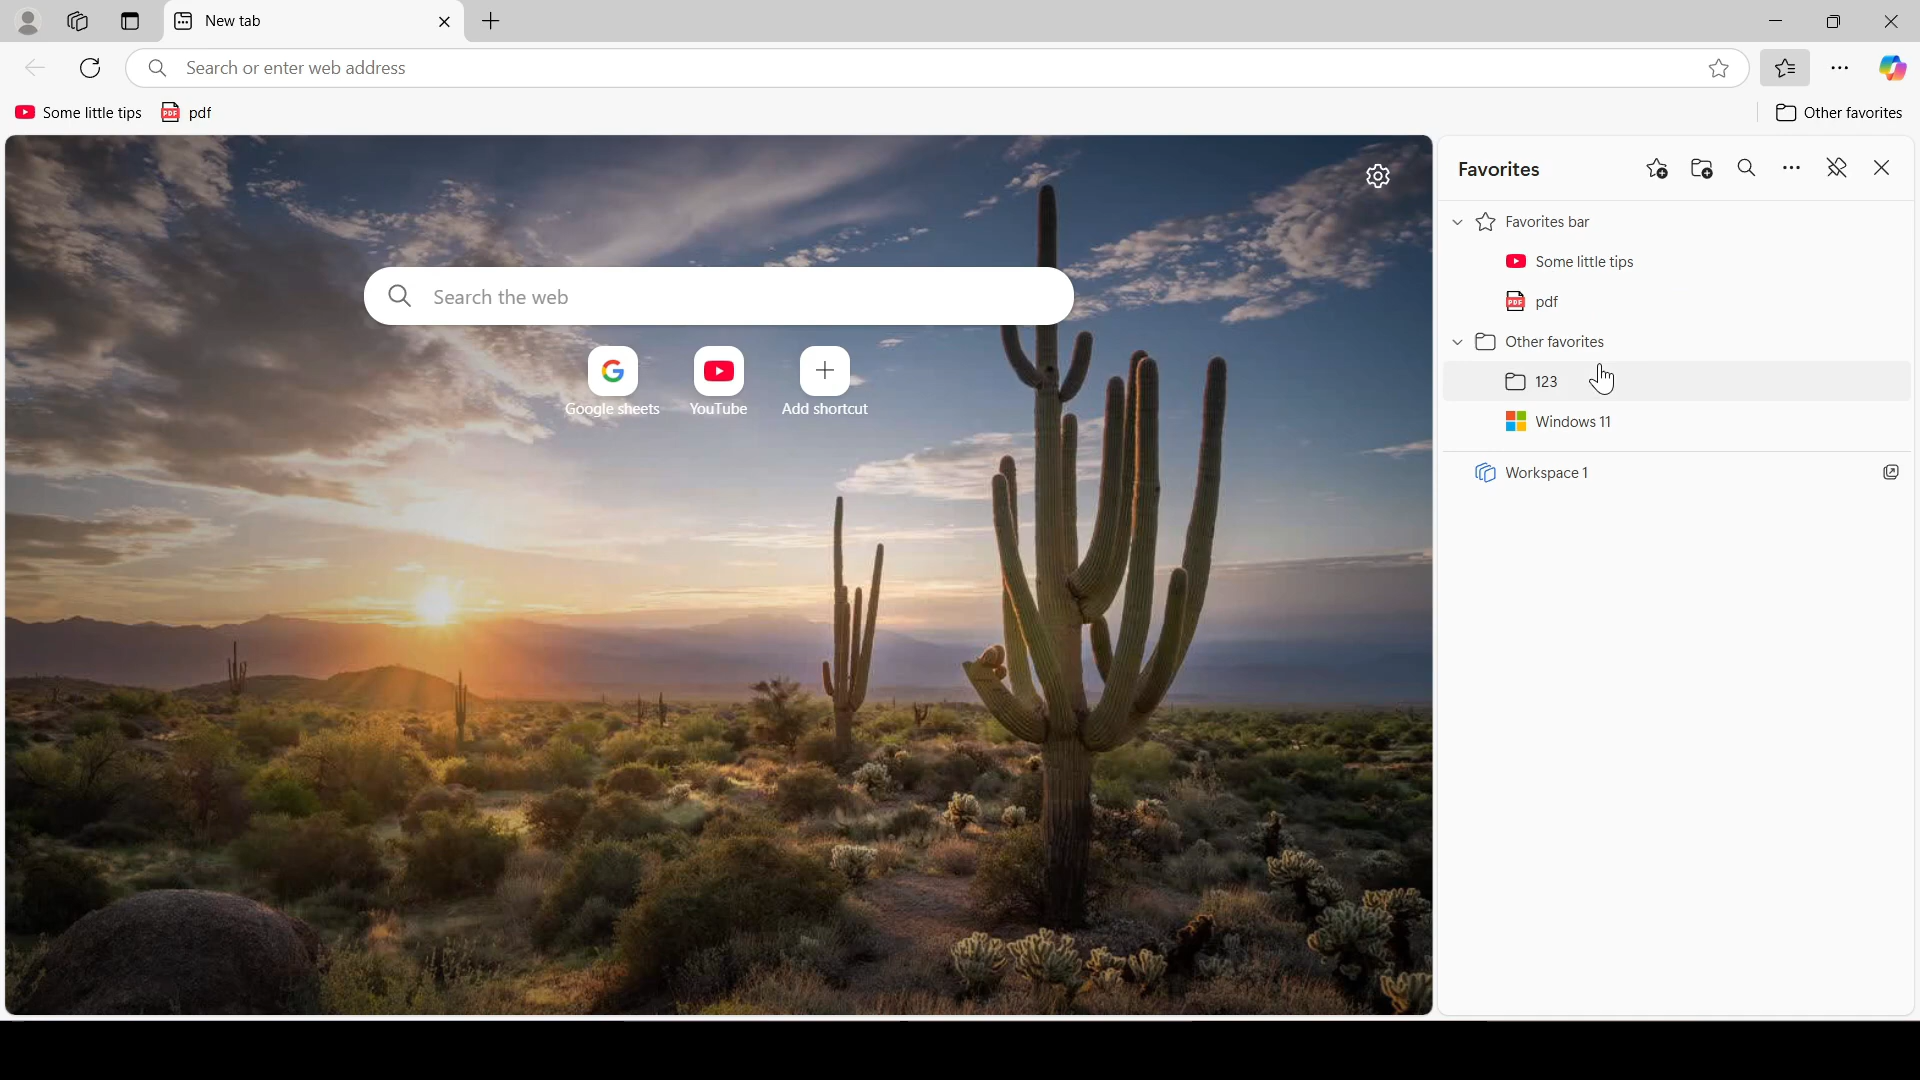 New tab
Search or enter web address
Some little tips
pdf
Other favorites
Favorites
Favorites bar
Some little tips
pdf
Other favorites
123
Windows 11
Workspace 1
Search the web
Google sheets
YouTube
Add shortcut